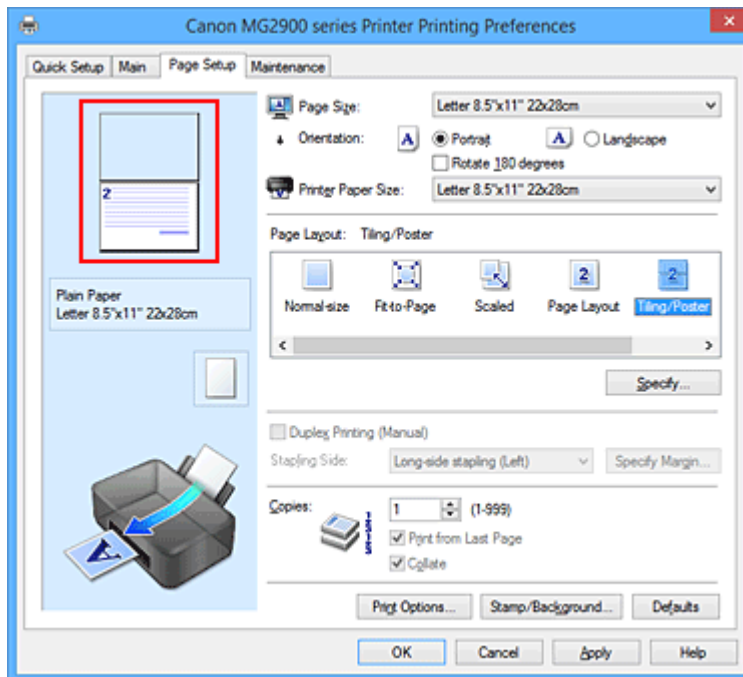 Canon MG2900 series Printer Printing Preferences
Quick Setup Main Page Setup Maintenance
2
Plain Paper
Letter 8.5"x11" 22x28cm
Page Size: Letter 8.5"x11" 22x28cm
Orientation: A Portrait A Landscape
Rotate 180 degrees
Printer Paper Size: Letter 8.5"x11" 22x28cm
Page Layout: Tiling/Poster
2 2
Normal-size Fit-to-Page Scaled Page Layout Tiling/Poster
Specify...
Duplex Printing (Manual)
Stapling Side: Long-side stapling (Left) Specify Margin...
Copies: 1 (1-999)
Print from Last Page
Collate
A
Print Options... Stamp/Background... Defaults
OK Cancel Apply Help